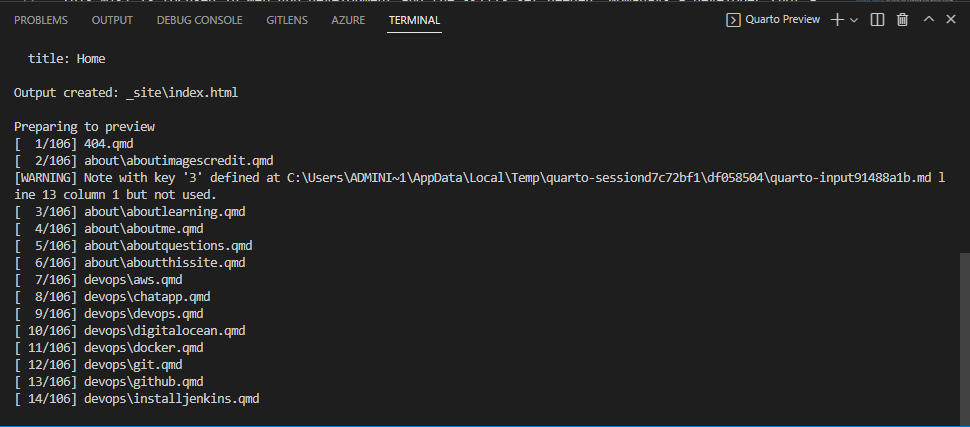 PROBLEMS OUTPUT DEBUG CONSOLE GITLENS AZURE TERMINAL Quarto Preview
title: Home
Output created: _site\index.html
Preparing to preview
[  1/106] 404.qmd
[  2/106] about\aboutimagescredit.qmd
[WARNING] Note with key '3' defined at C:\Users\ADMINI~1\AppData\Local\Temp\quarto-sessiond7c72bf1\df058504\quarto-input91488a1b.md l
ine 13 column 1 but not used.
[  3/106] about\aboutlearning.qmd
[  4/106] about\aboutme.qmd
[  5/106] about\aboutquestions.qmd
[  6/106] about\aboutthissite.qmd
[  7/106] devops\aws.qmd
[  8/106] devops\chatapp.qmd
[  9/106] devops\devops.qmd
[ 10/106] devops\digitalocean.qmd
[ 11/106] devops\docker.qmd
[ 12/106] devops\git.qmd
[ 13/106] devops\github.qmd
[ 14/106] devops\installjenkins.qmd